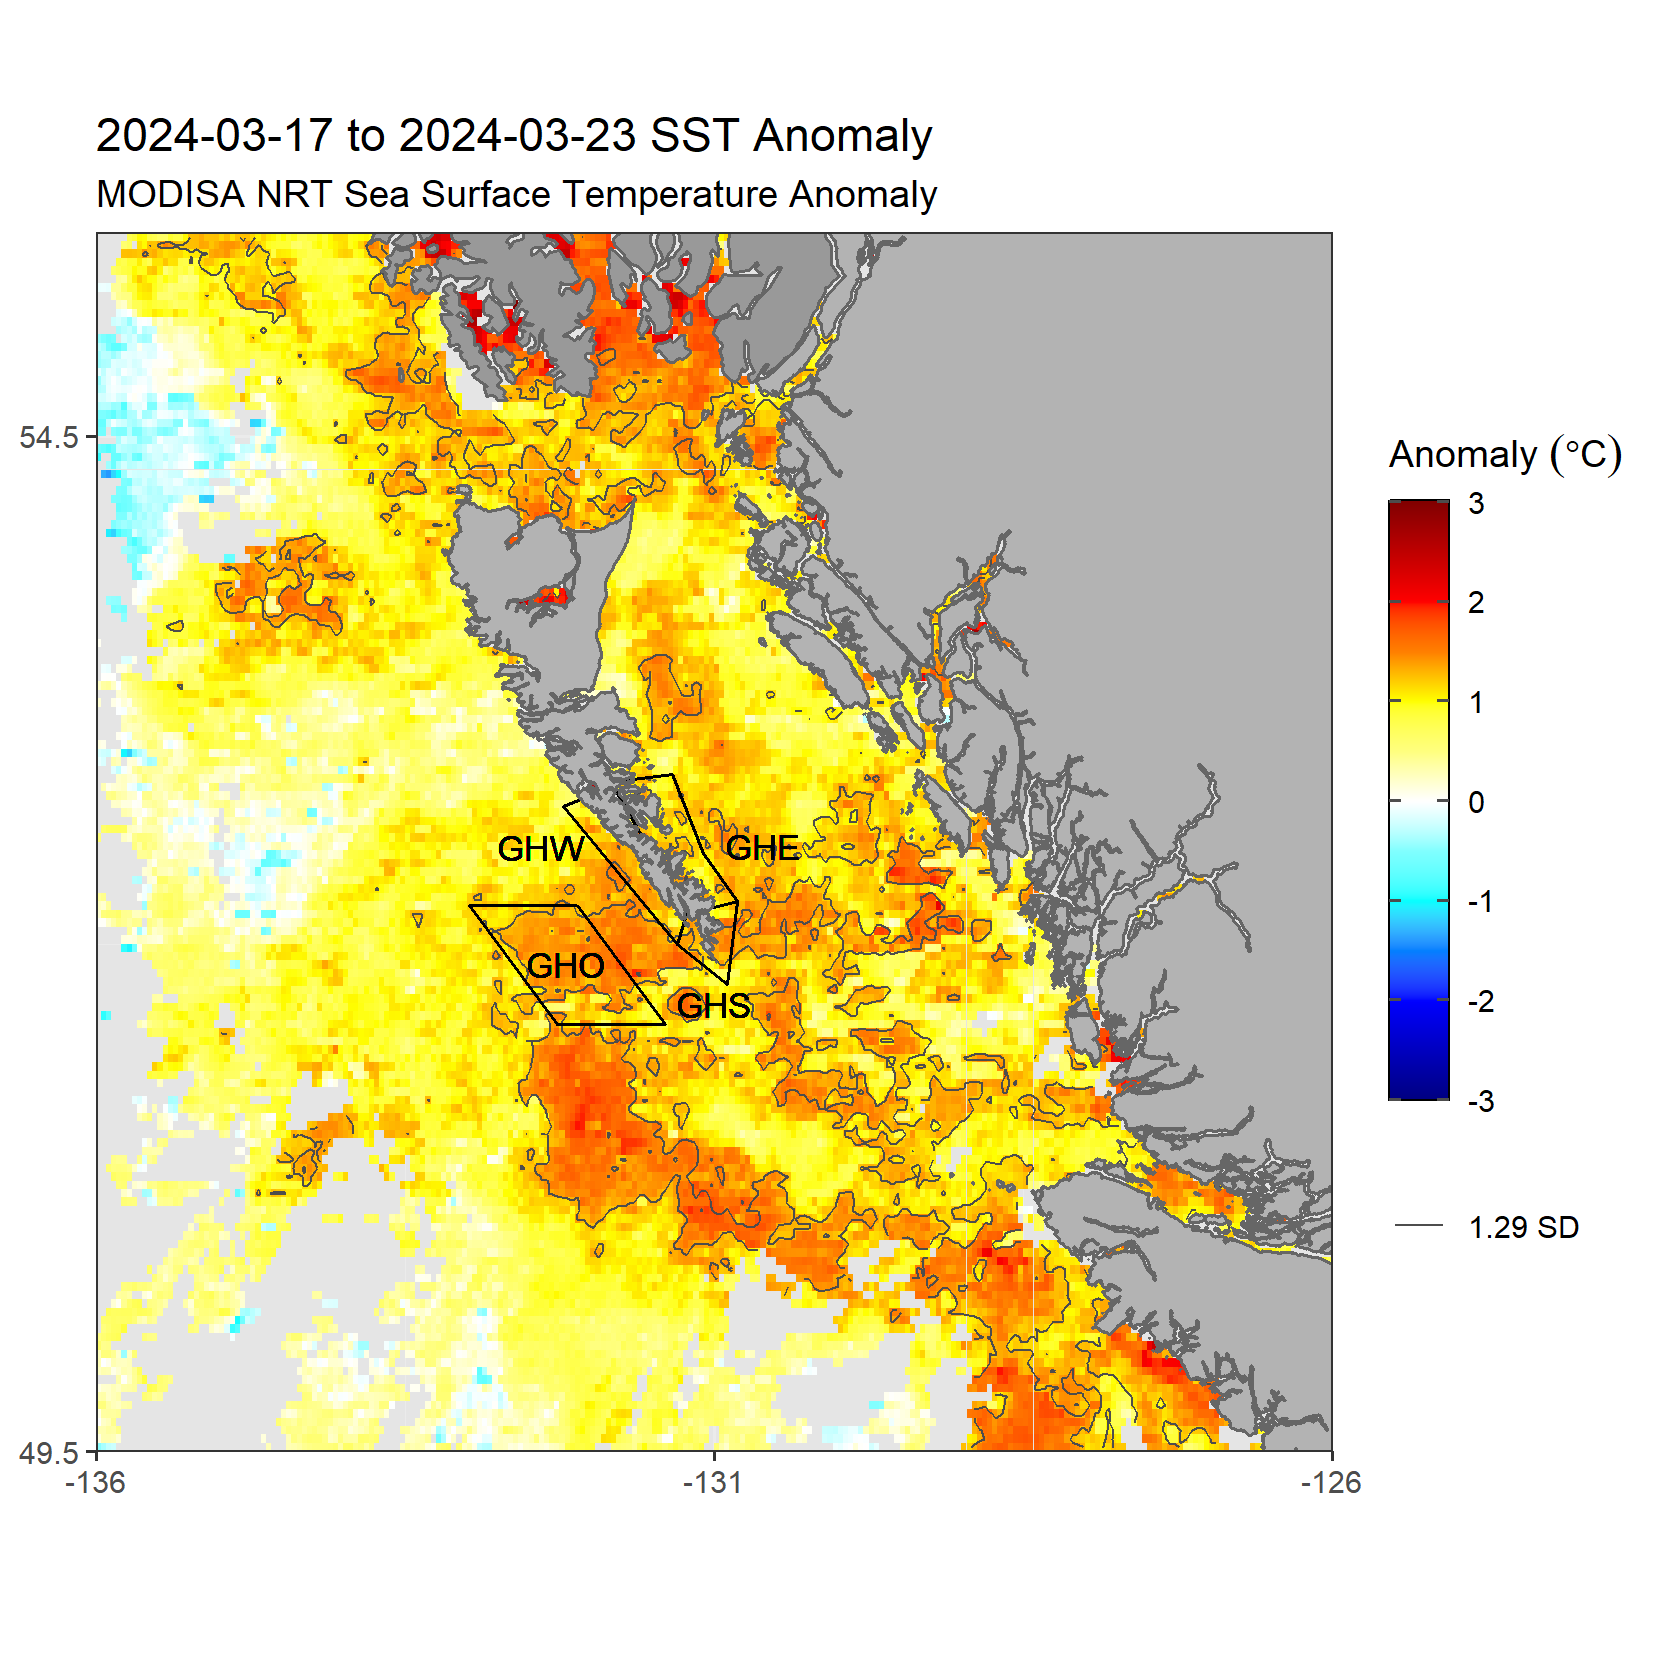 2024-03-17 to 2024-03-23 SST Anomaly
MODISA NRT Sea Surface Temperature Anomaly
54.5
49.5
-136
-131
-126
GHW
GHE
GHO
GHS
Anomaly (°C)
3
2
1
0
-1
-2
-3
1.29 SD